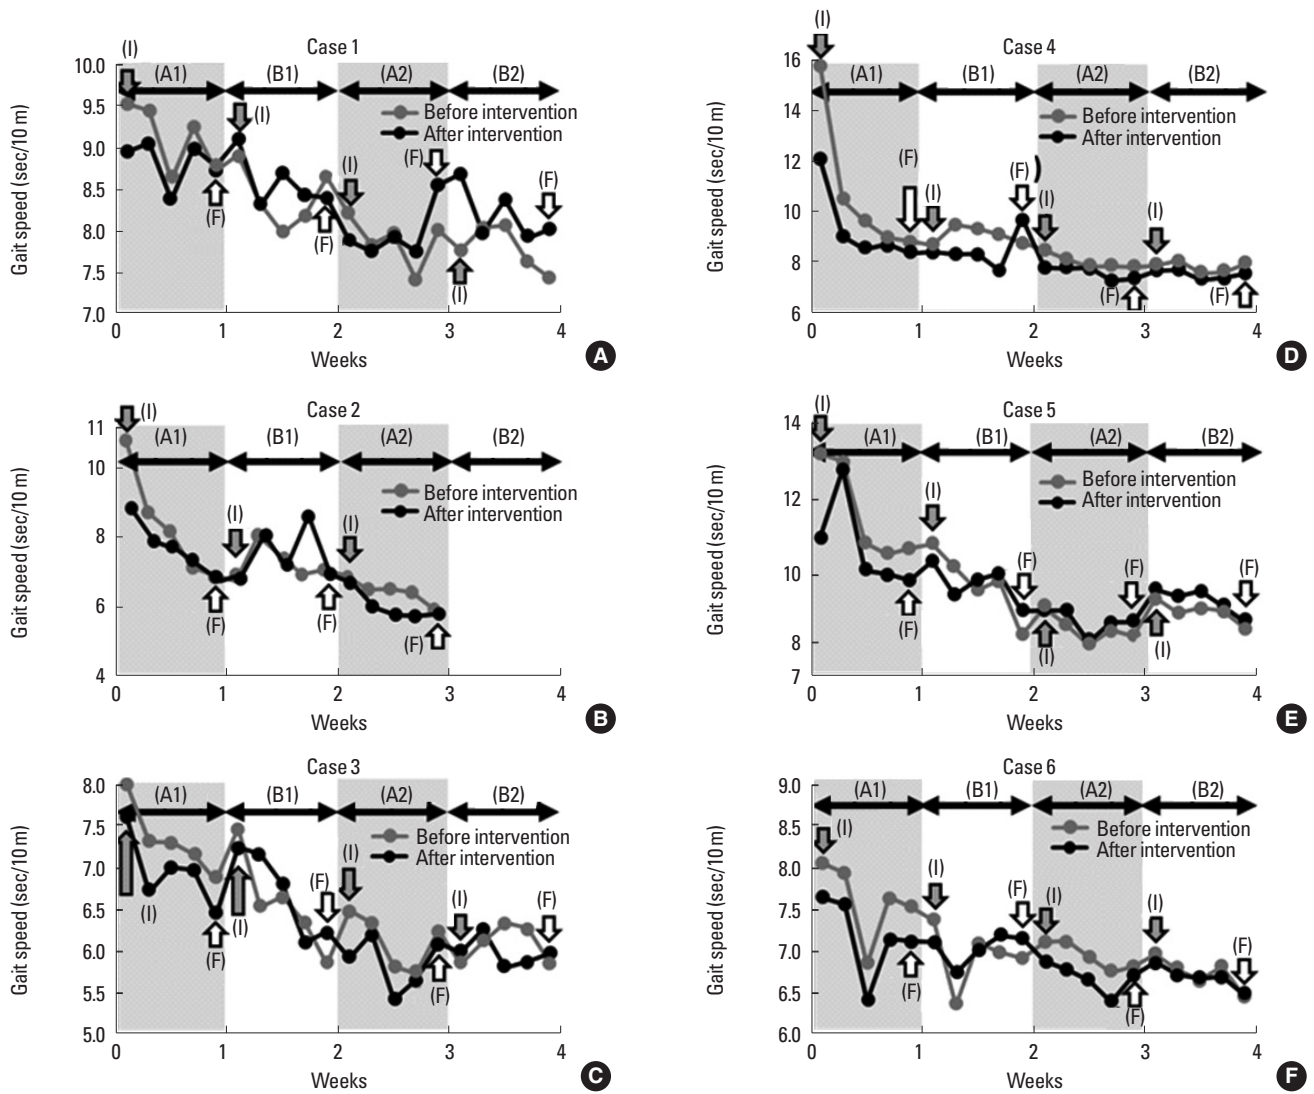 Case 1
(I)
(A1) (B1) (A2) (B2)
Before intervention
After intervention
(I)
(I)
(F)
(F)
(F)
(F)
(I)
Gait speed (sec/10 m)
10.0
9.5
9.0
8.5
8.0
7.5
7.0
0 1 2 3 4
Weeks
A
Case 2
(I)
(A1) (B1) (A2) (B2)
Before intervention
After intervention
(I)
(I)
(F)
(F)
(F)
Gait speed (sec/10 m)
11
10
8
6
4
0 1 2 3 4
Weeks
B
Case 3
(A1) (B1) (A2) (B2)
Before intervention
After intervention
(I)
(F)
(I)
(F)
(I)
(I)
(F)
(F)
Gait speed (sec/10 m)
8.0
7.5
7.0
6.5
6.0
5.5
5.0
0 1 2 3 4
Weeks
C
(I)
Case 4
(A1) (B1) (A2) (B2)
Before intervention
After intervention
(F)
(I)
(F) )
(I)
(I)
(F)
(F)
Gait speed (sec/10 m)
16
14
12
10
8
6
0 1 2 3 4
Weeks
D
(I)
Case 5
(A1) (B1) (A2) (B2)
Before intervention
After intervention
(I)
(F)
(F)
(F)
(F)
(I)
(I)
Gait speed (sec/10 m)
14
12
10
8
7
0 1 2 3 4
Weeks
E
Case 6
(A1) (B1) (A2) (B2)
(I)
Before intervention
After intervention
(I)
(F)
(I)
(I)
(F)
(F)
(F)
Gait speed (sec/10 m)
9.0
8.5
8.0
7.5
7.0
6.5
6.0
0 1 2 3 4
Weeks
F